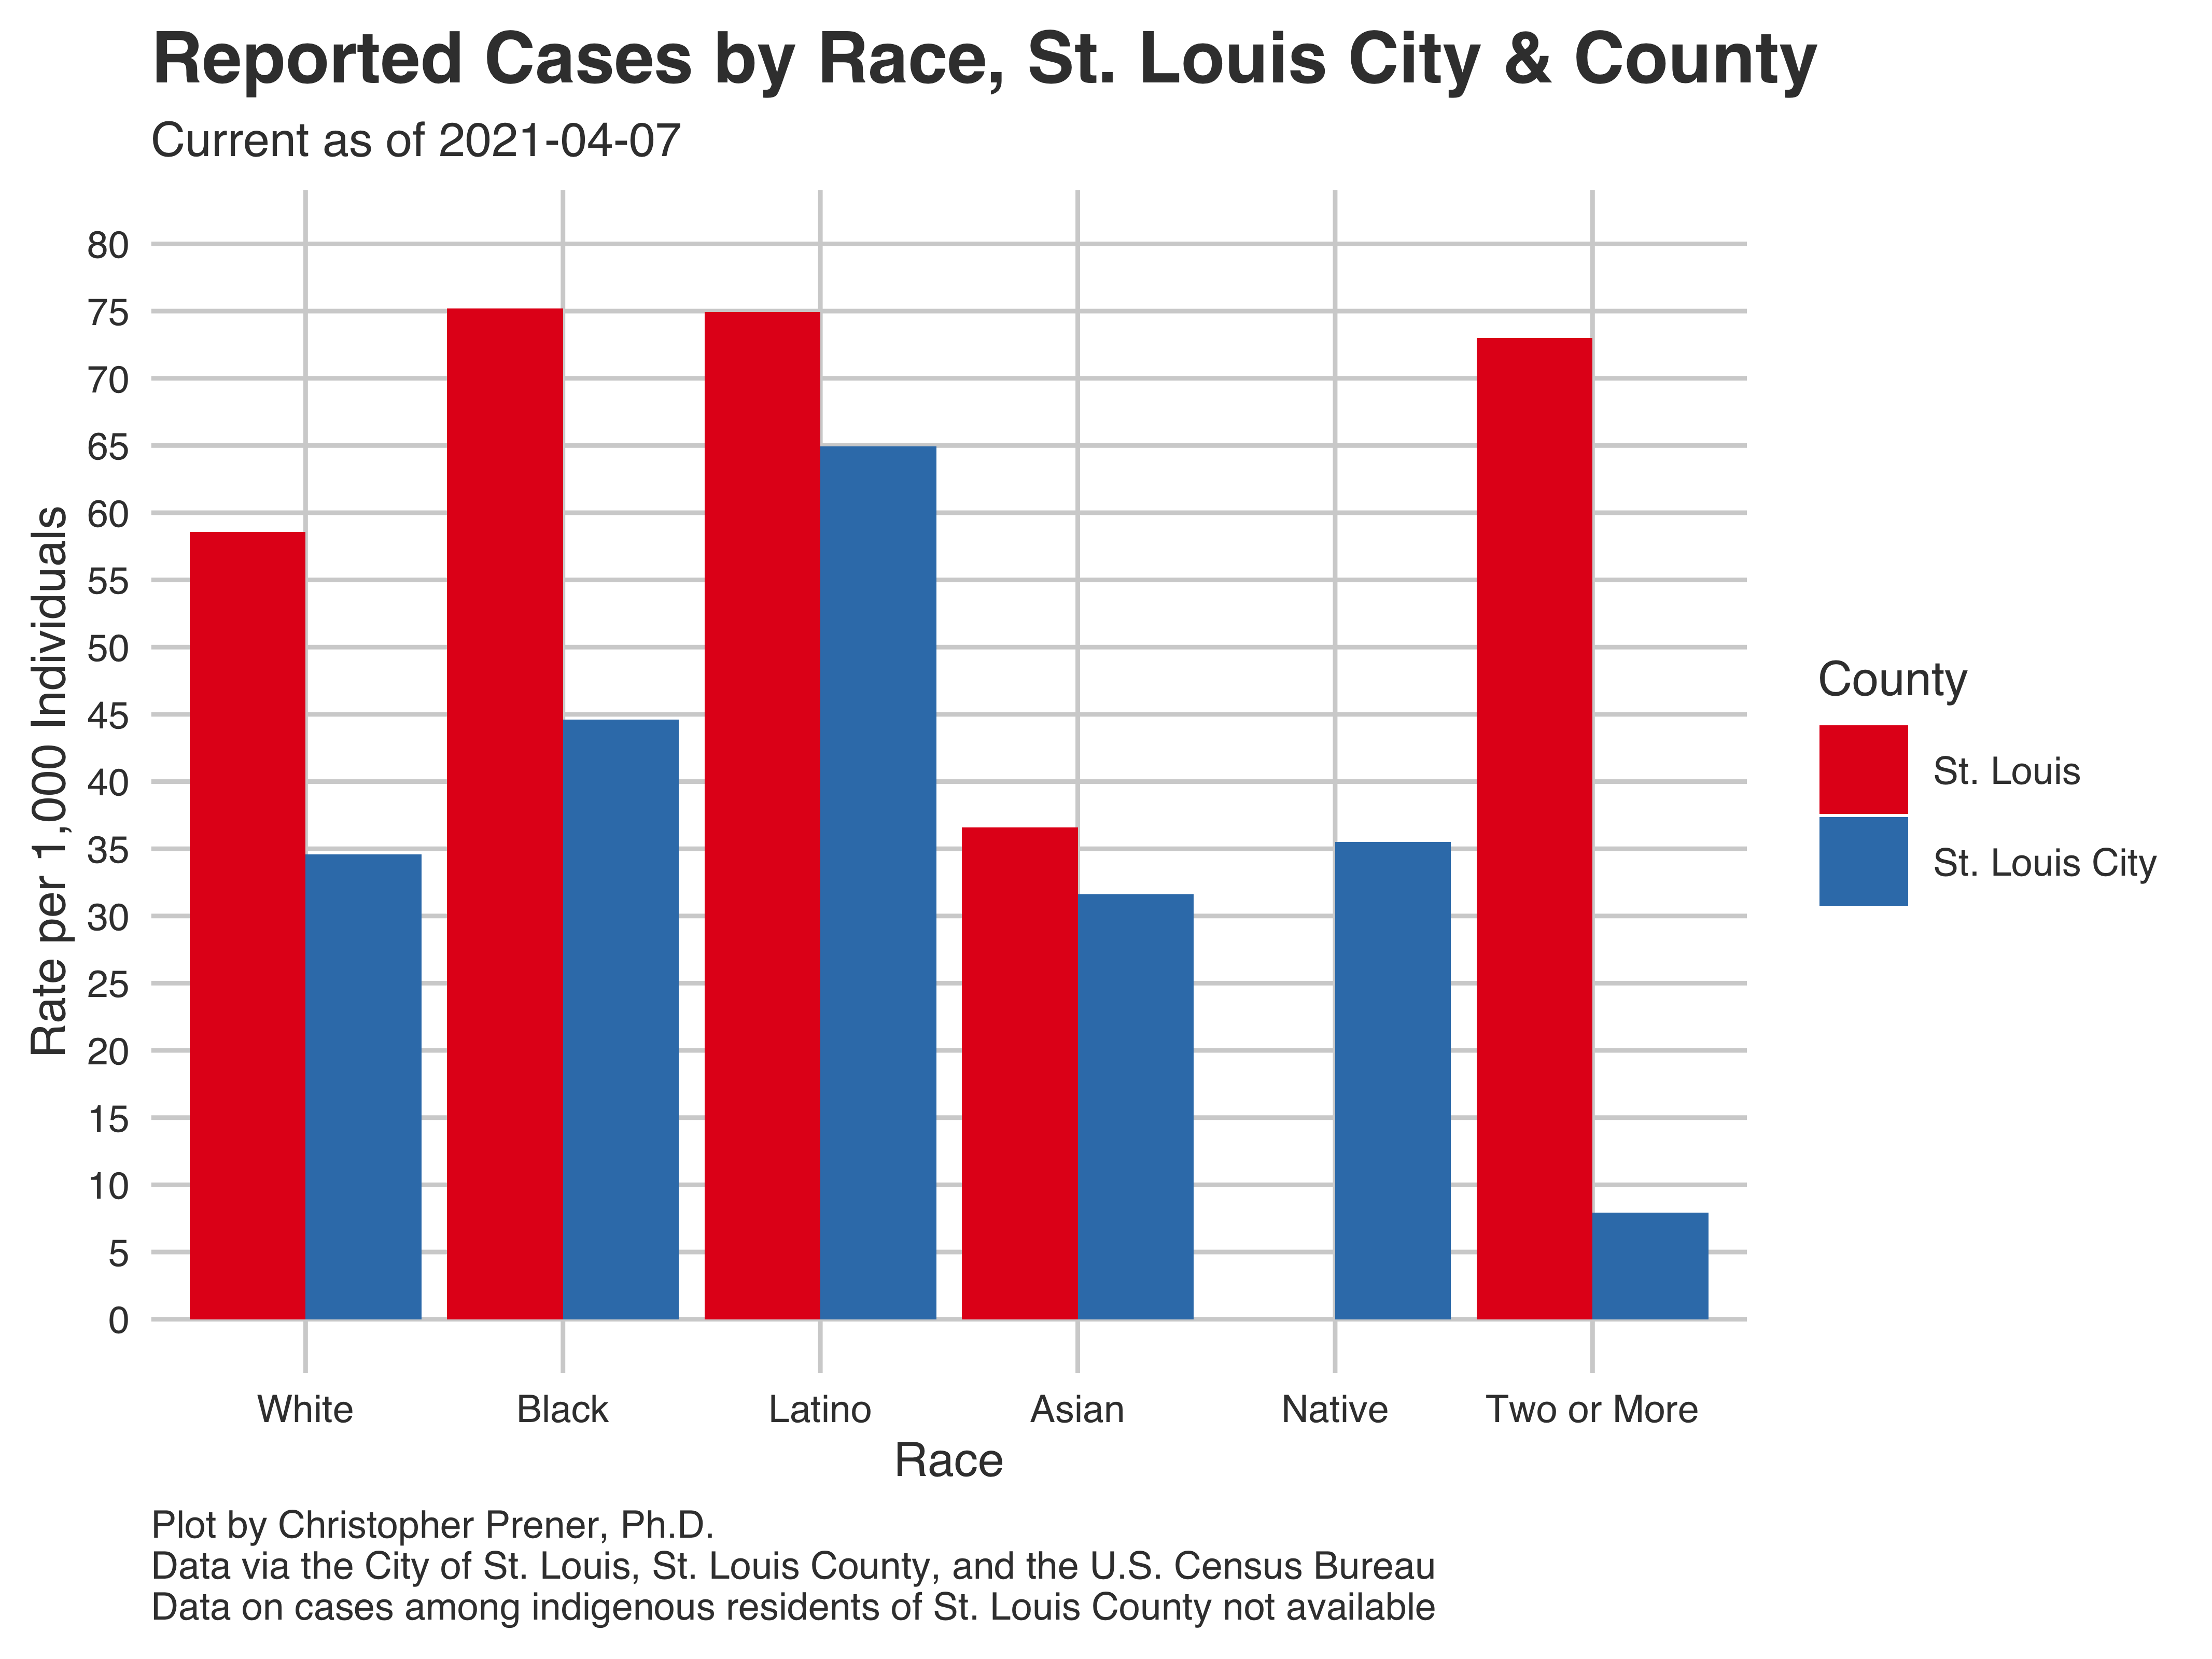 Reported Cases by Race, St. Louis City & County
Current as of 2021-04-07
Rate per 1,000 Individuals
80
75
70
65
60
55
50
45
40
35
30
25
20
15
10
5
0
White Black Latino Asian Native Two or More
Race
County
St. Louis
St. Louis City
Plot by Christopher Prener, Ph.D.
Data via the City of St. Louis, St. Louis County, and the U.S. Census Bureau
Data on cases among indigenous residents of St. Louis County not available